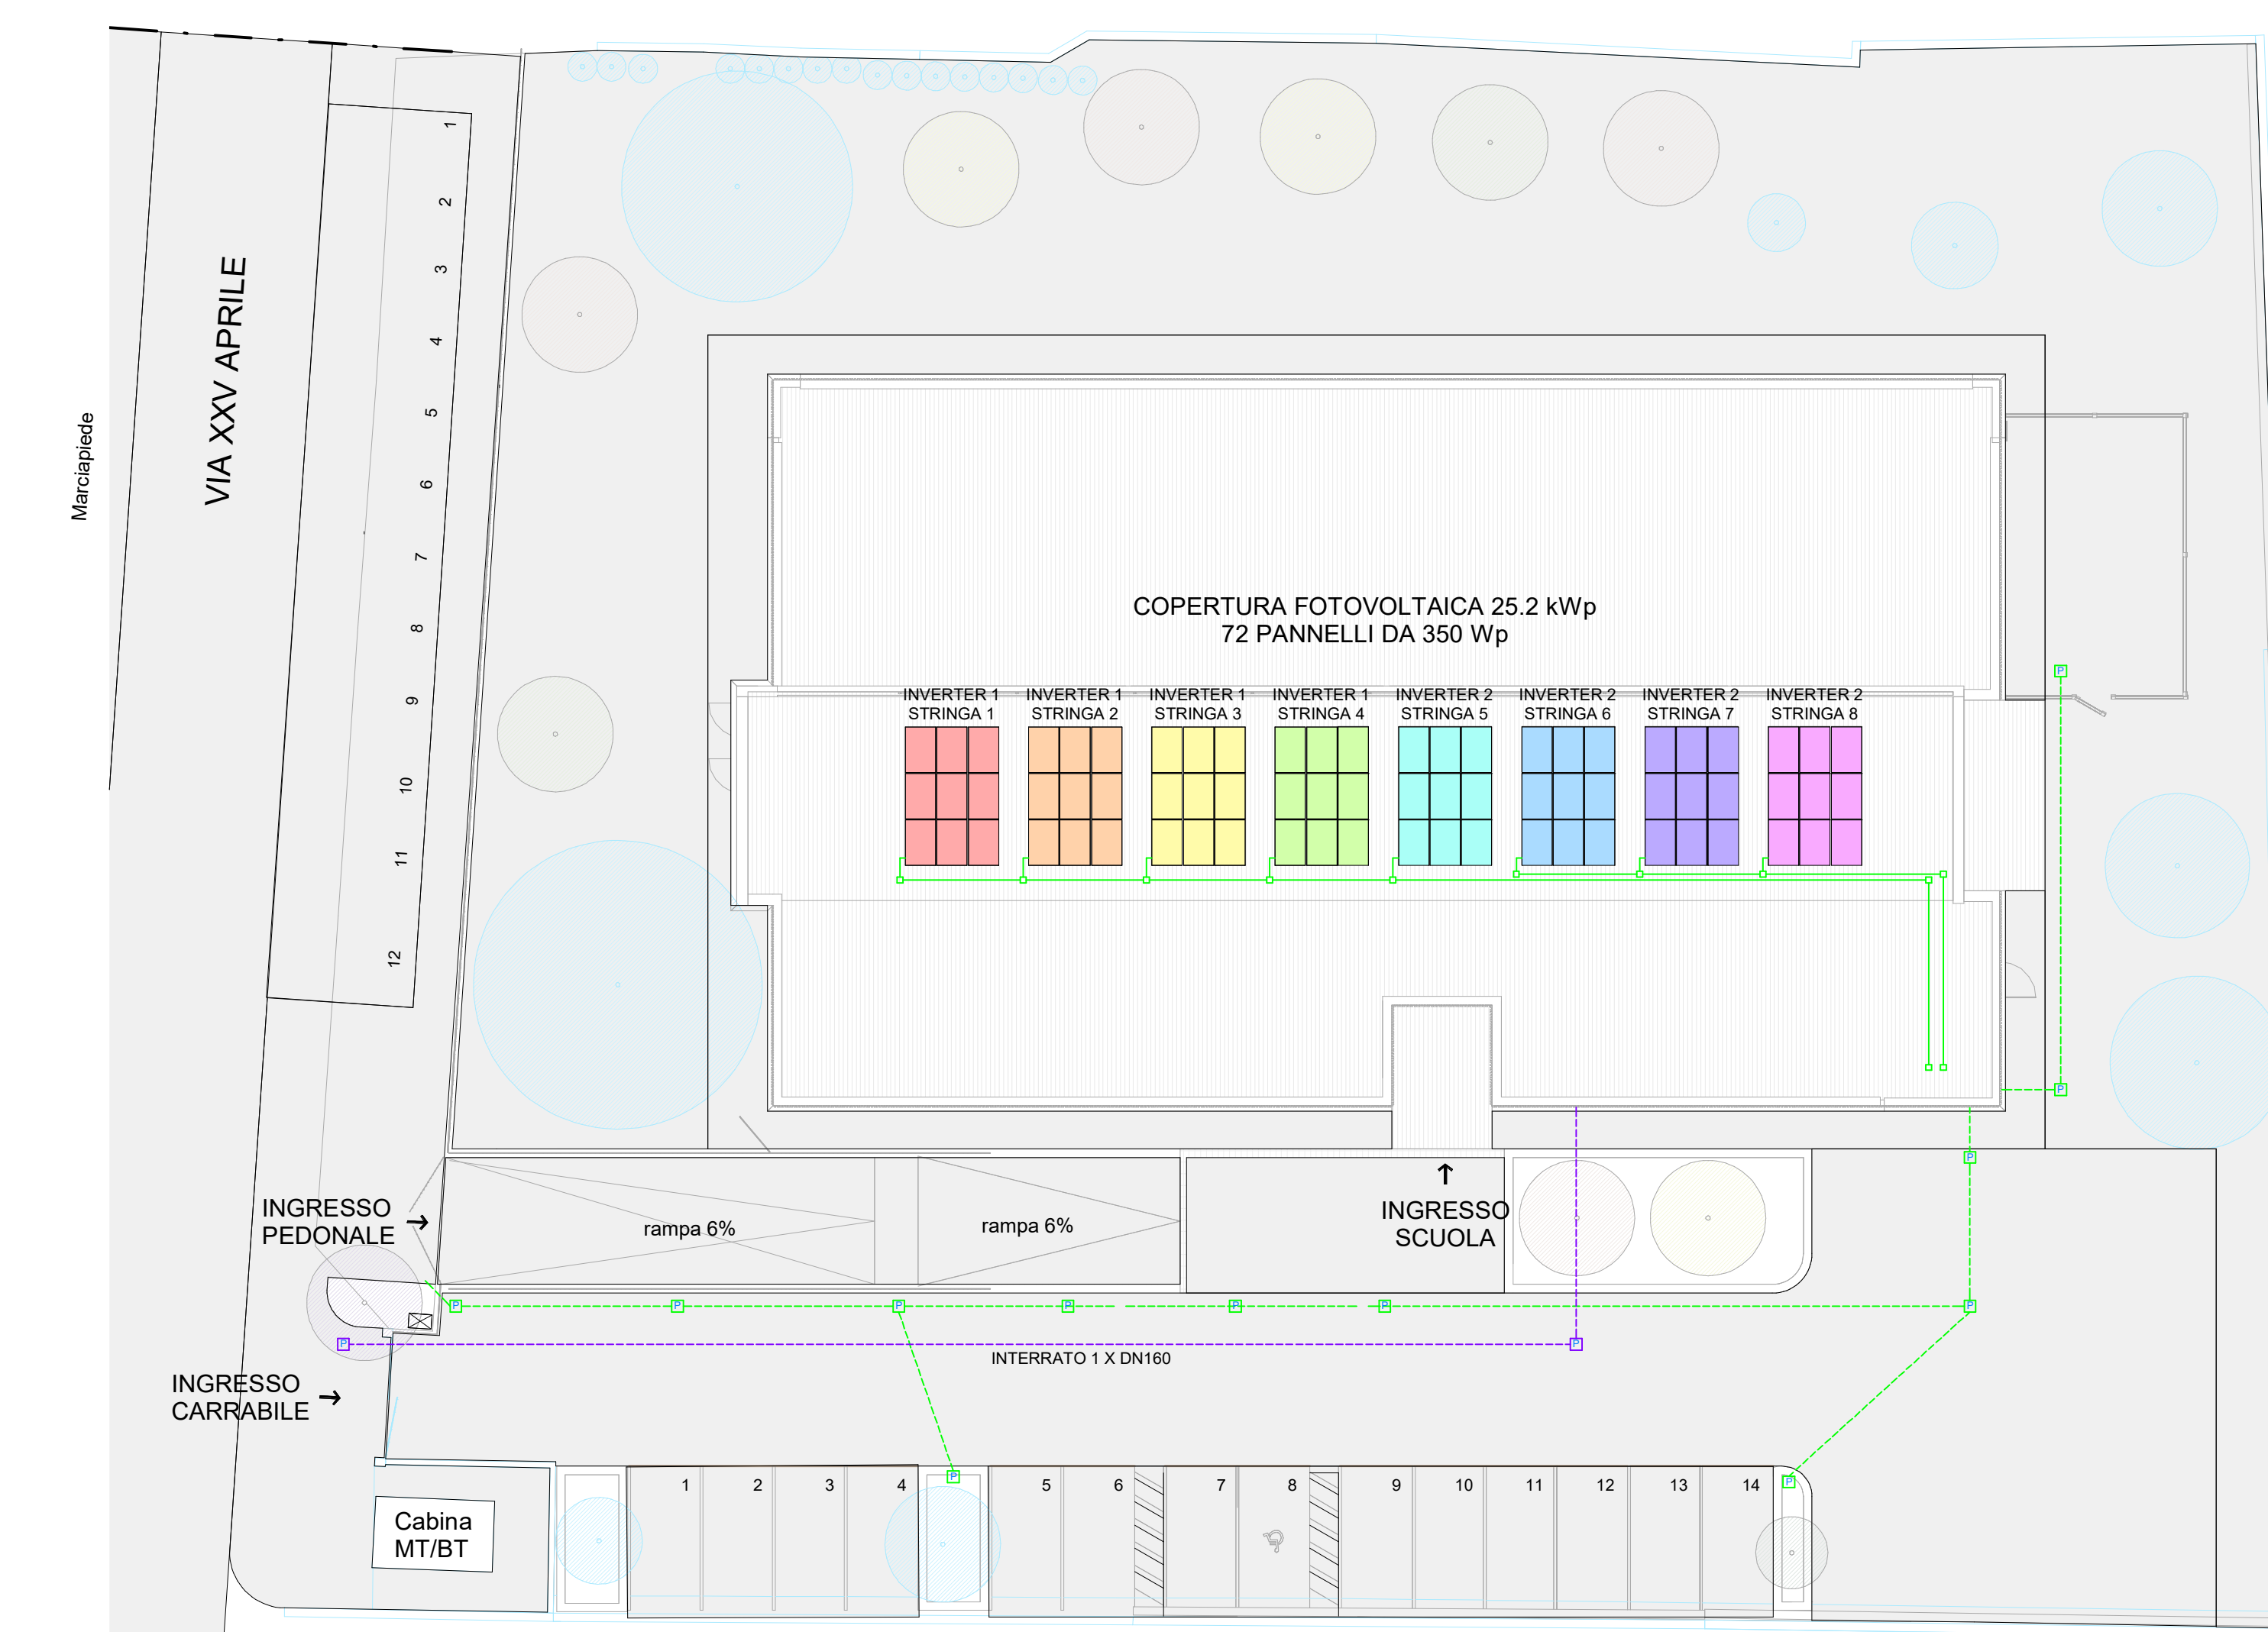 1
2
3
4
5
6
7
8
9
10
11
12
VIA XXV APRILE
Marciapiede
COPERTURA FOTOVOLTAICA 25.2 kWp
72 PANNELLI DA 350 Wp
INVERTER 1
STRINGA 1
INVERTER 1
STRINGA 2
INVERTER 1
STRINGA 3
INVERTER 1
STRINGA 4
INVERTER 2
STRINGA 5
INVERTER 2
STRINGA 6
INVERTER 2
STRINGA 7
INVERTER 2
STRINGA 8
P
P
P
INGRESSO
PEDONALE
rampa 6%
rampa 6%
INGRESSO
SCUOLA
P
P
P
P
P
P
P
P
P
INTERRATO 1 X DN160
INGRESSO
CARRABILE
P
P
Cabina
MT/BT
1
2
3
4
5
6
7
8
9
10
11
12
13
14